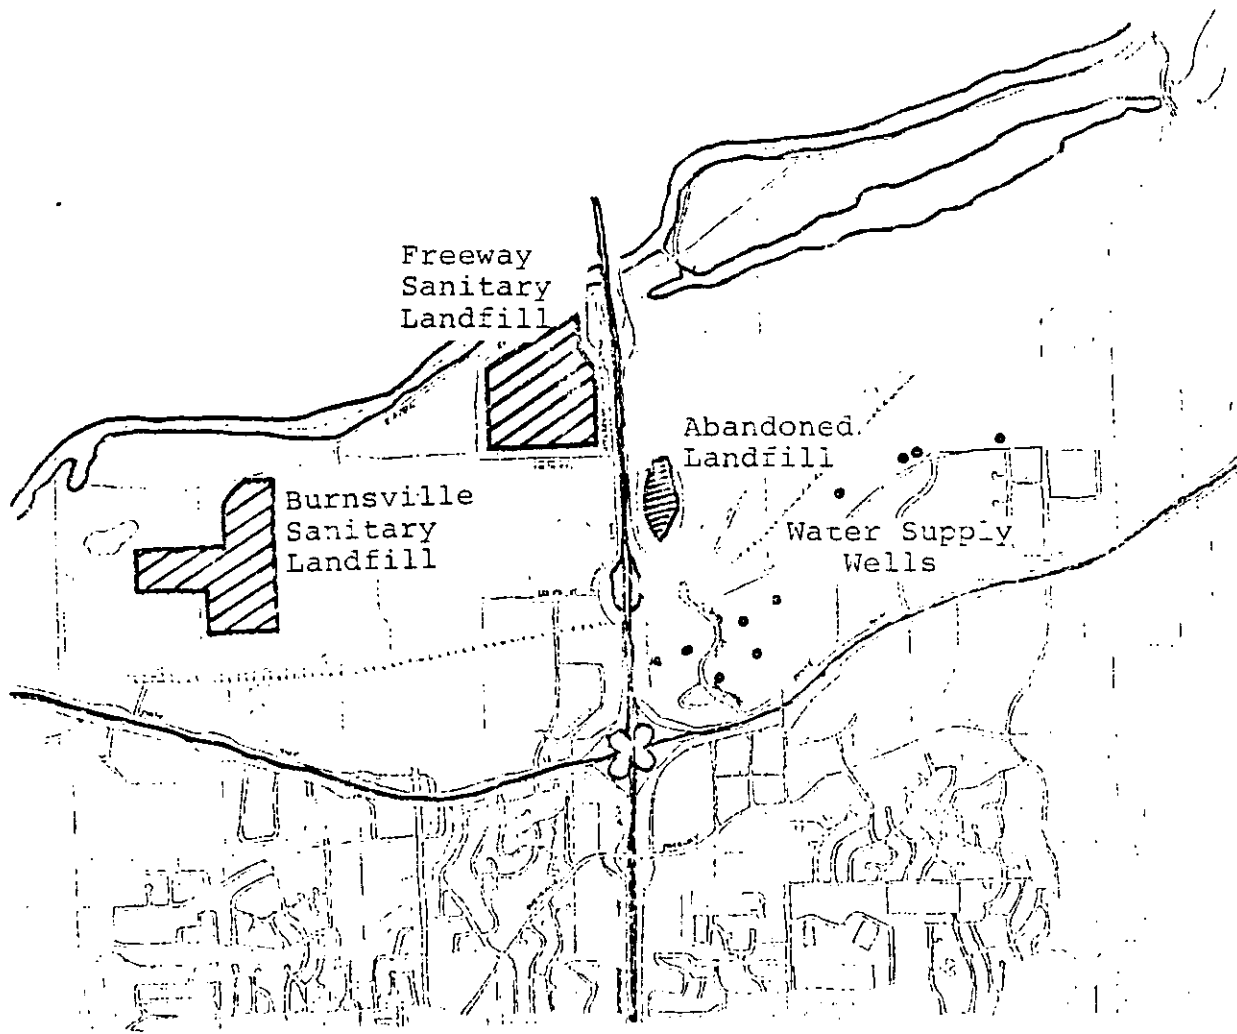 Freeway
Sanitary
Landfill
Abandoned
Landfill
Burnsville
Sanitary
Landfill
Water Supply
Wells